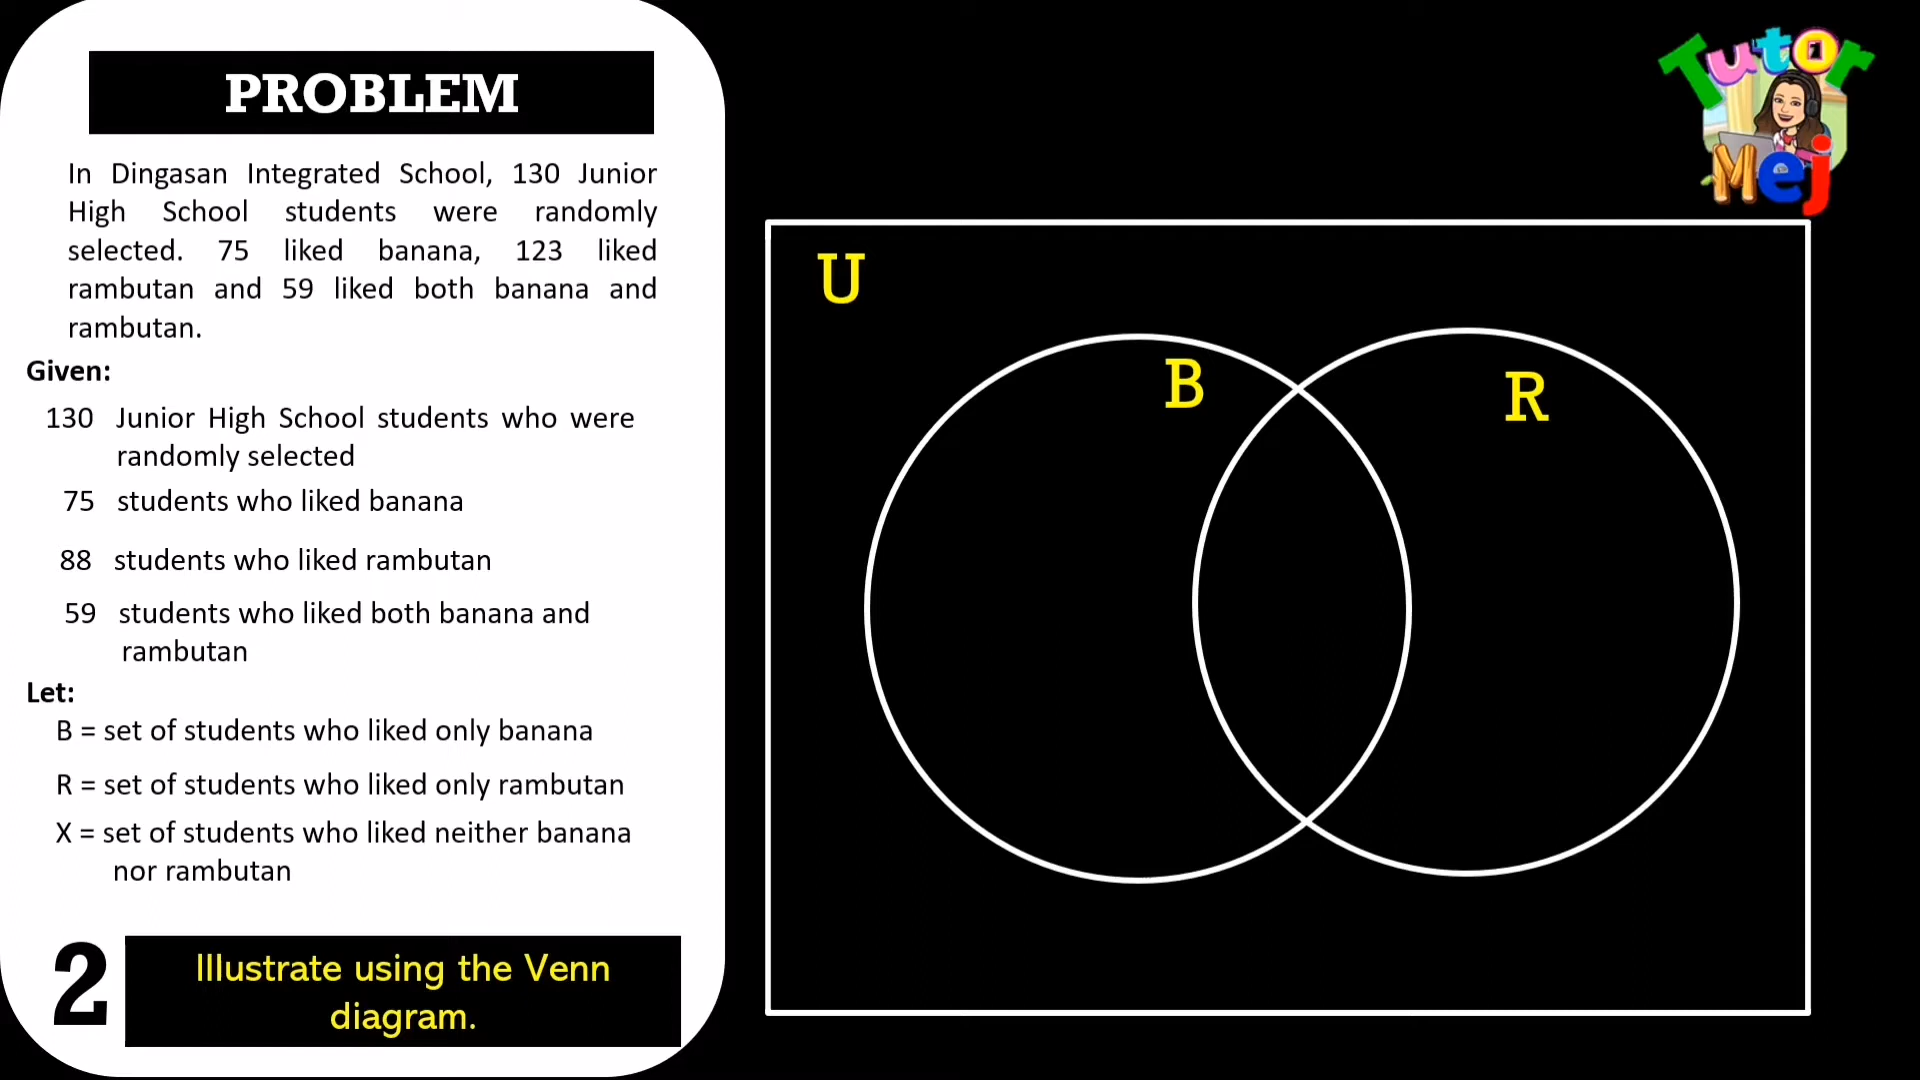 PROBLEM
In Dingasan Integrated School, 130 Junior
High School students were randomly
selected. 75 liked banana, 123 liked
rambutan and 59 liked both banana and
rambutan.
Given:
130 Junior High School students who were
randomly selected
75 students who liked banana
88 students who liked rambutan
59 students who liked both banana and
rambutan
Let:
B = set of students who liked only banana
R = set of students who liked only rambutan
X = set of students who liked neither banana
nor rambutan
2
Illustrate using the Venn
diagram.
Tutor
Mej
U
B
R